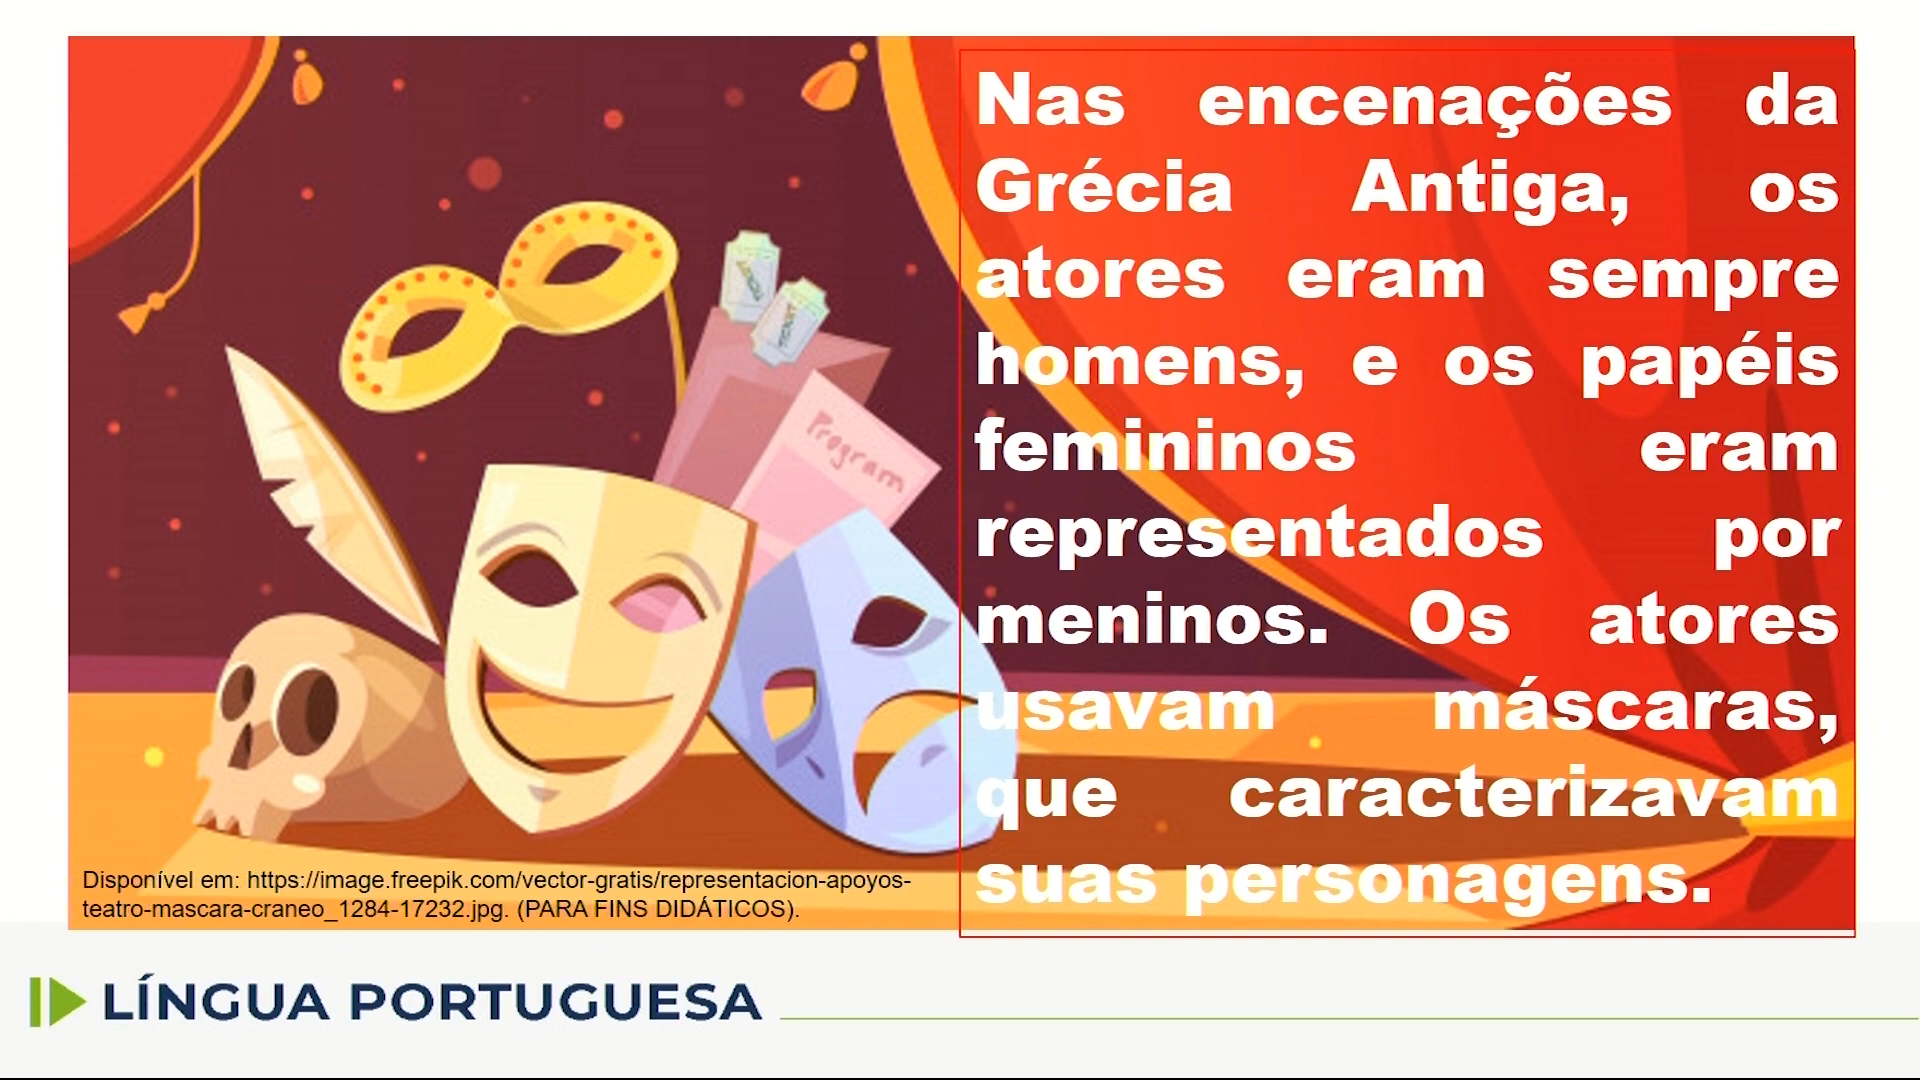 Nas encenações da
Grécia Antiga, os
atores eram sempre
homens, e os papéis
femininos eram
representados por
meninos. Os atores
usavam máscaras,
que caracterizavam
suas personagens.
TICKET
Program
Disponível em: https://image.freepik.com/vector-gratis/representacion-apoyos-
teatro-mascara-craneo_1284-17232.jpg. (PARA FINS DIDÁTICOS).
LÍNGUA PORTUGUESA